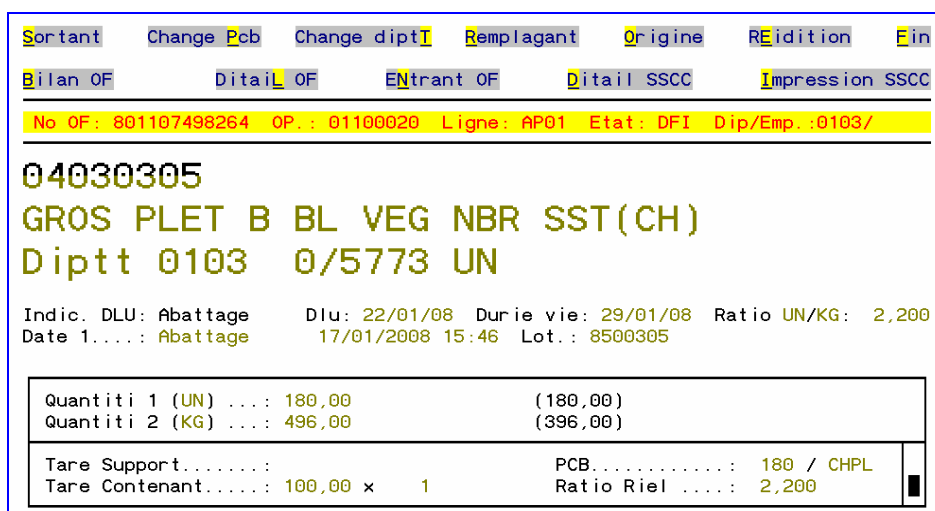 Sortant Change Pcb Change diptT Remplagant Origine REidition Fin
Bilan OF DitaiL OF ENtrant OF Ditail SSCC Impression SSCC
No OF: 801107498264 OP.: 01100020 Ligne: AP01 Etat: DFI Dip/Emp.:0103/
04030305
GROS PLET B BL VEG NBR SST(CH)
Diptt 0103 0/5773 UN
Indic. DLU: Abattage Dlu: 22/01/08 Durie vie: 29/01/08 Ratio UN/KG: 2,200
Date 1....: Abattage 17/01/2008 15:46 Lot.: 8500305
Quantiti 1 (UN) ...: 180,00 (180,00)
Quantiti 2 (KG) ...: 496,00 (396,00)
Tare Support.......: PCB............: 180 / CHPL
Tare Contenant.....: 100,00 x 1 Ratio Riel ....: 2,200